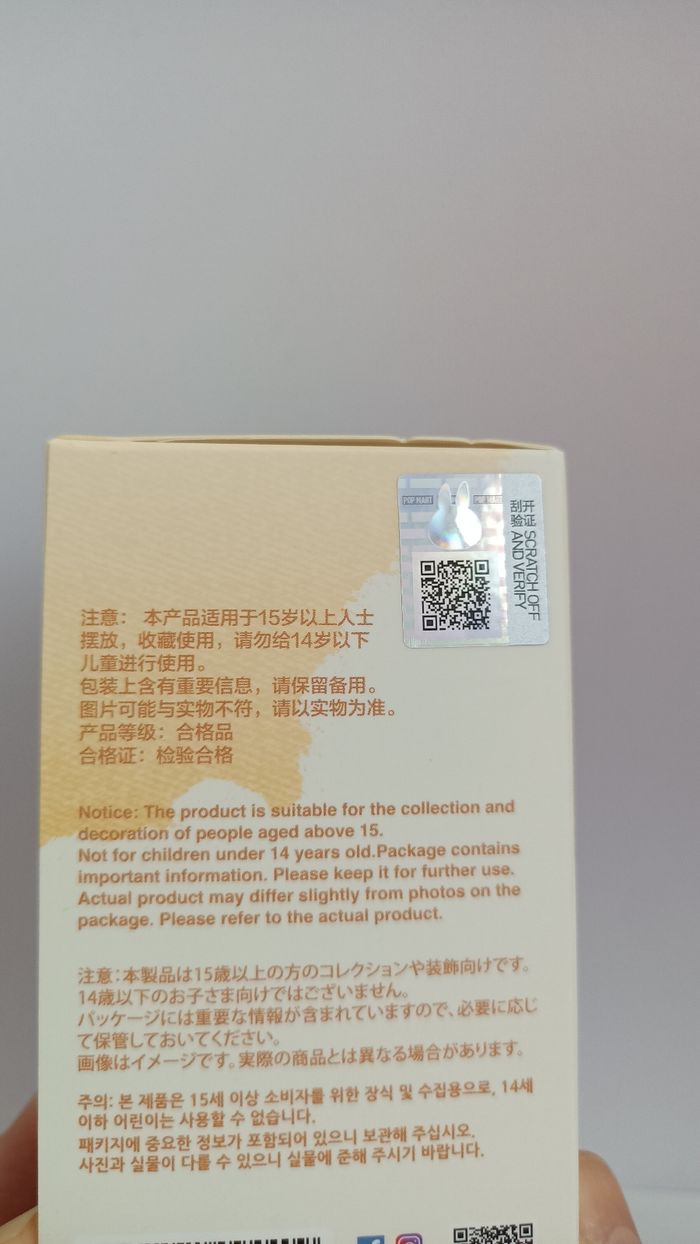 POP MART
POP MART
开证 SCRATCH OFF
刮验 AND VERIFY
注意： 本产品适用于15岁以上人士
摆放，收藏使用，请勿给14岁以下
儿童进行使用。
包装上含有重要信息，请保留备用。
图片可能与实物不符，请以实物为准。
产品等级：合格品
合格证：检验合格
Notice: The product is suitable for the collection and
decoration of people aged above 15.
Not for children under 14 years old.Package contains
important information. Please keep it for further use.
Actual product may differ slightly from photos on the
package. Please refer to the actual product.
注意：本製品は15歳以上の方のコレクションや装飾向けです。
14歳以下のお子さま向けではございません。
パッケージには重要な情報が含まれていますので、必要に応じ
て保管しておいてください。
画像はイメージです。実際の商品とは異なる場合があります。
주의: 본 제품은 15세 이상 소비자를 위한 장식 및 수집용으로, 14세
이하 어린이는 사용할 수 없습니다.
패키지에 중요한 정보가 포함되어 있으니 보관해 주십시오.
사진과 실물이 다를 수 있으니 실물에 준해 주시기 바랍니다.